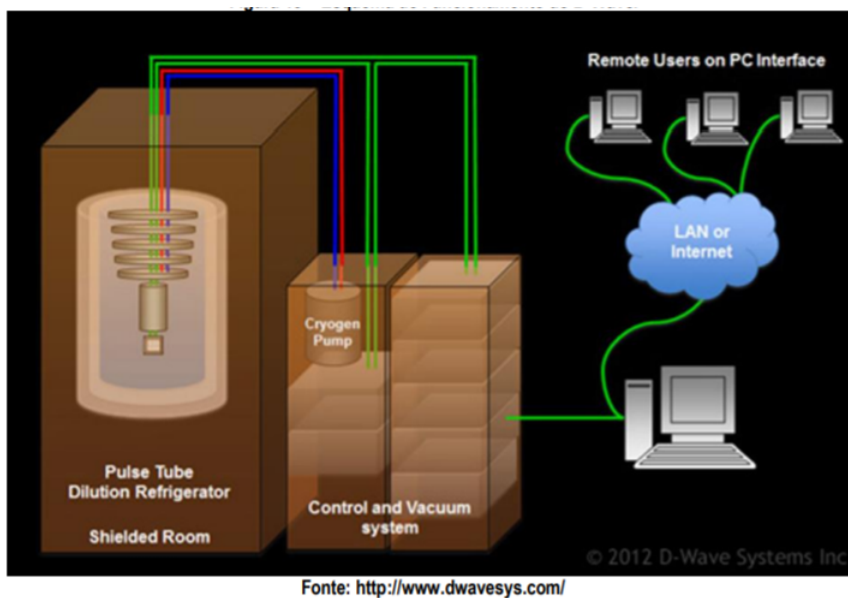 Remote Users on PC Interface
LAN or
Internet
Cryogen
Pump
Pulse Tube
Dilution Refrigerator
Shielded Room
Control and Vacuum
system
© 2012 D-Wave Systems Inc
Fonte: http://www.dwavesys.com/